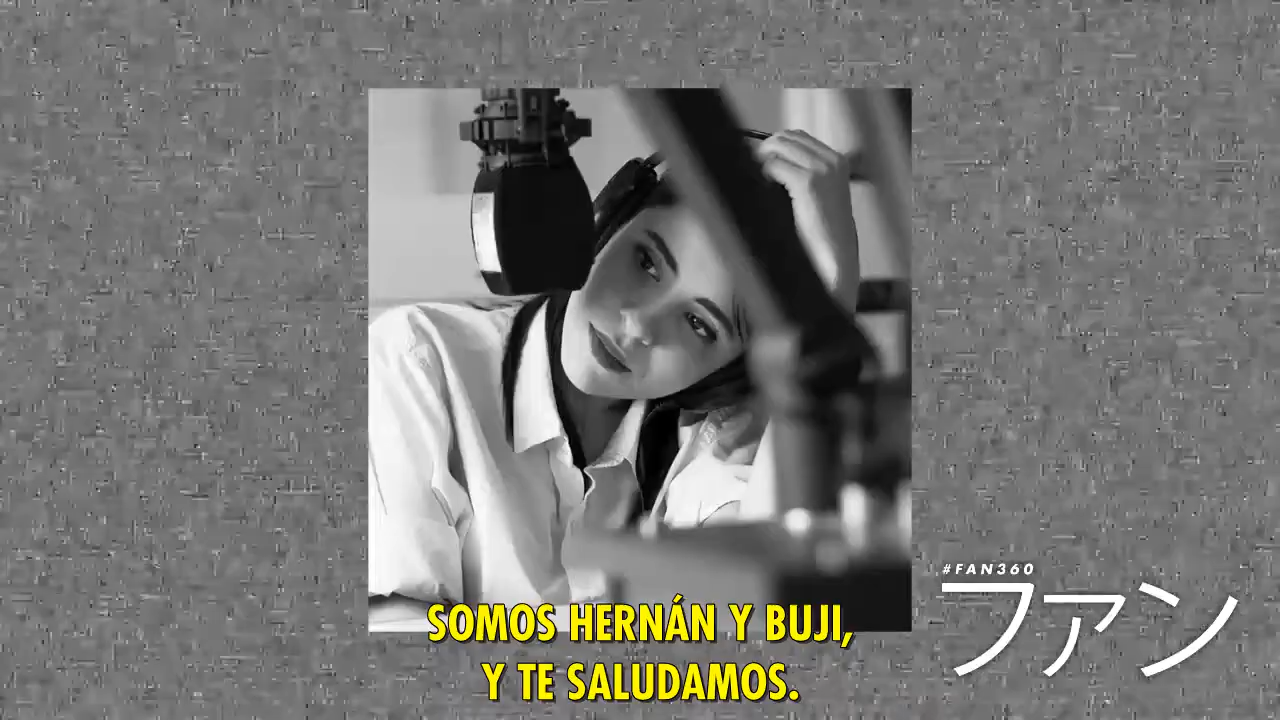 #FAN360
ファン
SOMOS HERNÁN Y BUJI,
Y TE SALUDAMOS.